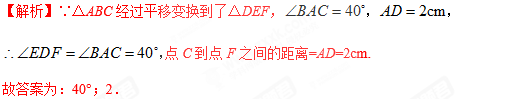 【解析】∵△ABC经过平移变换到了△DEF，∠BAC = 40°，AD = 2cm，
∴∠EDF = ∠BAC = 40°,点C到点F之间的距离=AD=2cm.
故答案为：40°；2．